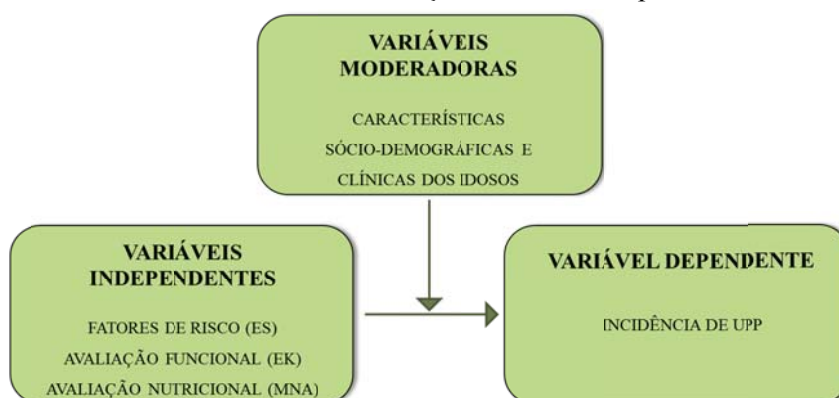 VARIÁVEIS
MODERADORAS
CARACTERÍSTICAS
SÓCIO-DEMOGRÁFICAS E
CLÍNICAS DOS IDOSOS
VARIÁVEIS
INDEPENDENTES
FATORES DE RISCO (ES)
AVALIAÇÃO FUNCIONAL (EK)
AVALIAÇÃO NUTRICIONAL (MNA)
VARIÁVEL DEPENDENTE
INCIDÊNCIA DE UPP